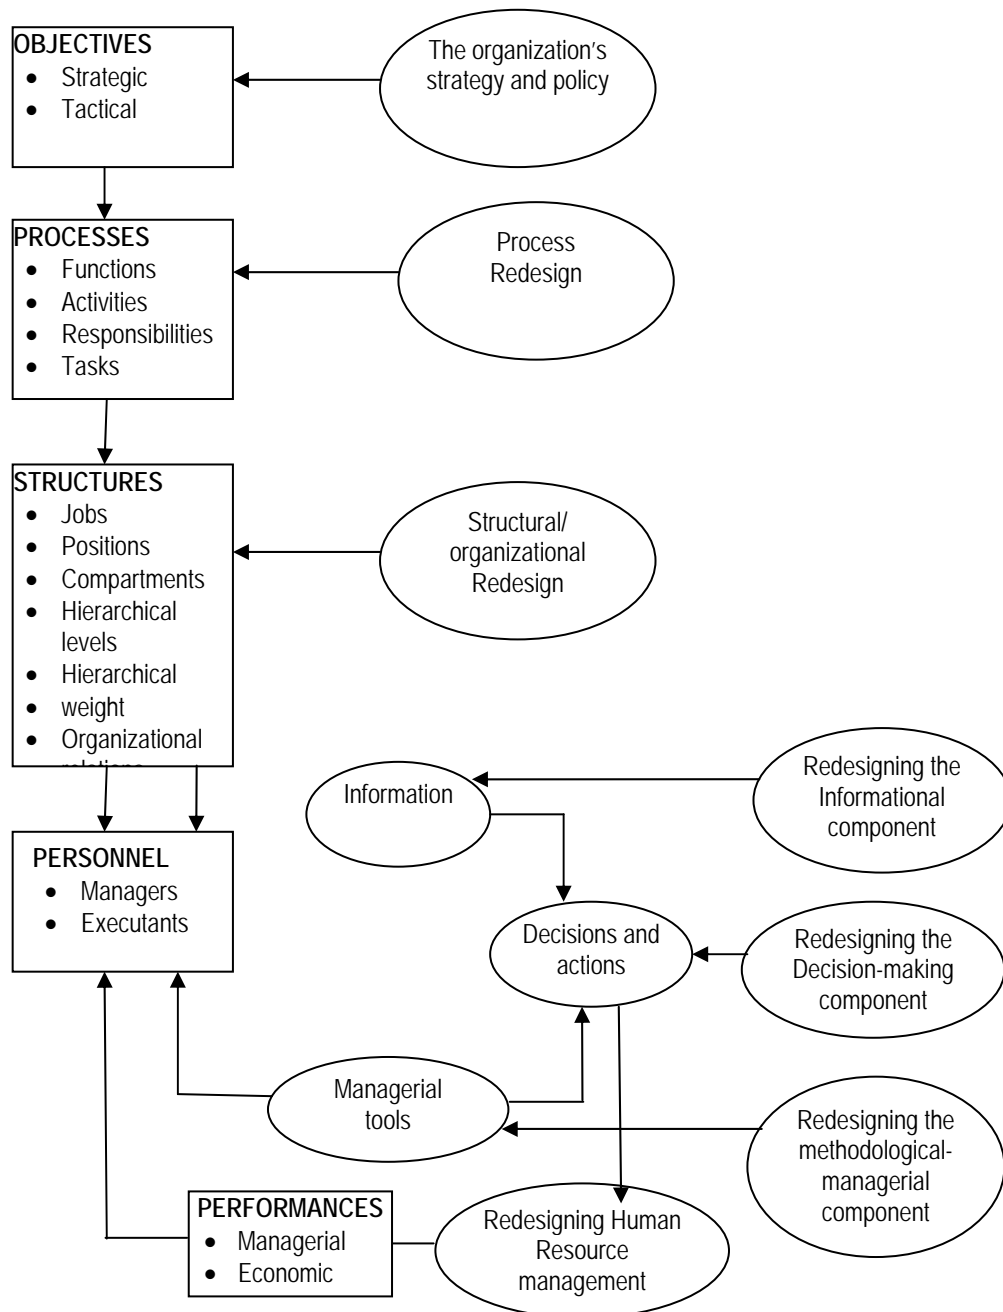 OBJECTIVES
• Strategic
• Tactical
The organization's
strategy and policy
PROCESSES
• Functions
• Activities
• Responsibilities
• Tasks
Process
Redesign
STRUCTURES
• Jobs
• Positions
• Compartments
• Hierarchical
levels
• Hierarchical
• weight
• Organizational
Structural/
organizational
Redesign
Information
Redesigning the
Informational
component
PERSONNEL
• Managers
• Executants
Decisions and
actions
Redesigning the
Decision-making
component
Managerial
tools
Redesigning the
methodological-
managerial
component
PERFORMANCES
• Managerial
• Economic
Redesigning Human
Resource
management